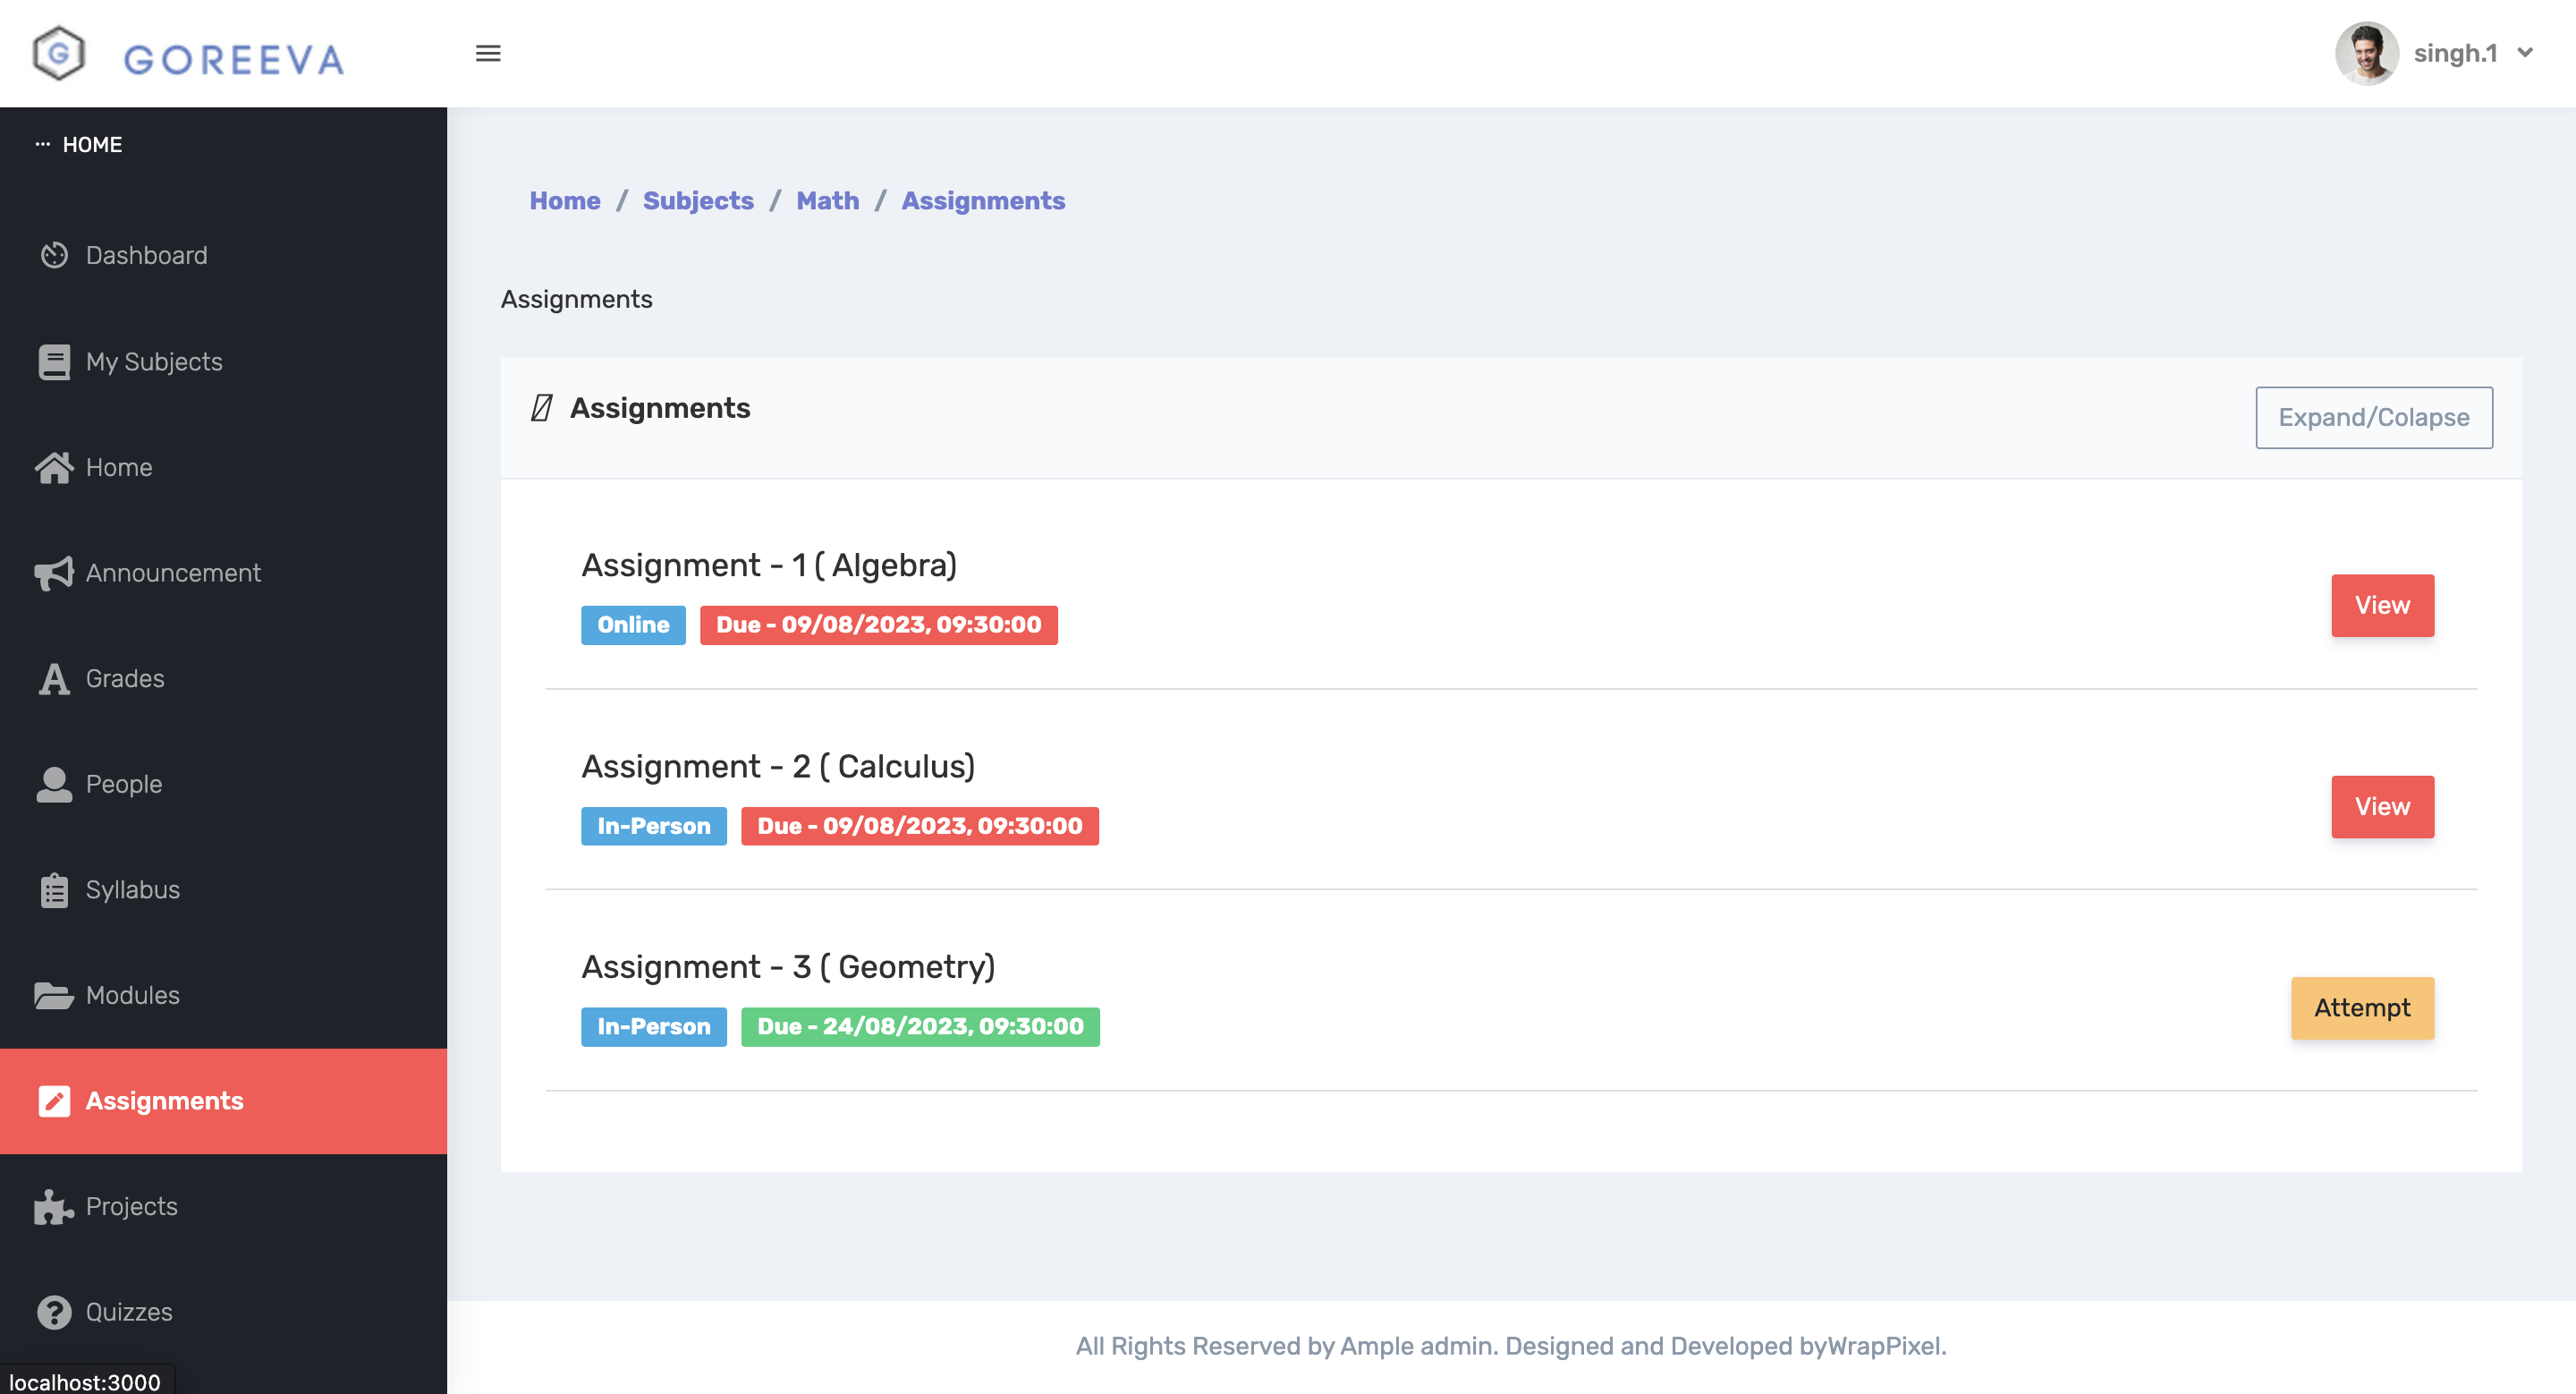 G GOREEVA
singh.1
HOME
Dashboard
My Subjects
Home
Announcement
Grades
People
Syllabus
Modules
Assignments
Projects
Quizzes
localhost:3000
Home / Subjects / Math / Assignments
Assignments
Assignments
Expand/Colapse
Assignment - 1 ( Algebra)
Online Due - 09/08/2023, 09:30:00
View
Assignment - 2 ( Calculus)
In-Person Due - 09/08/2023, 09:30:00
View
Assignment - 3 ( Geometry)
In-Person Due - 24/08/2023, 09:30:00
Attempt
All Rights Reserved by Ample admin. Designed and Developed byWrapPixel.